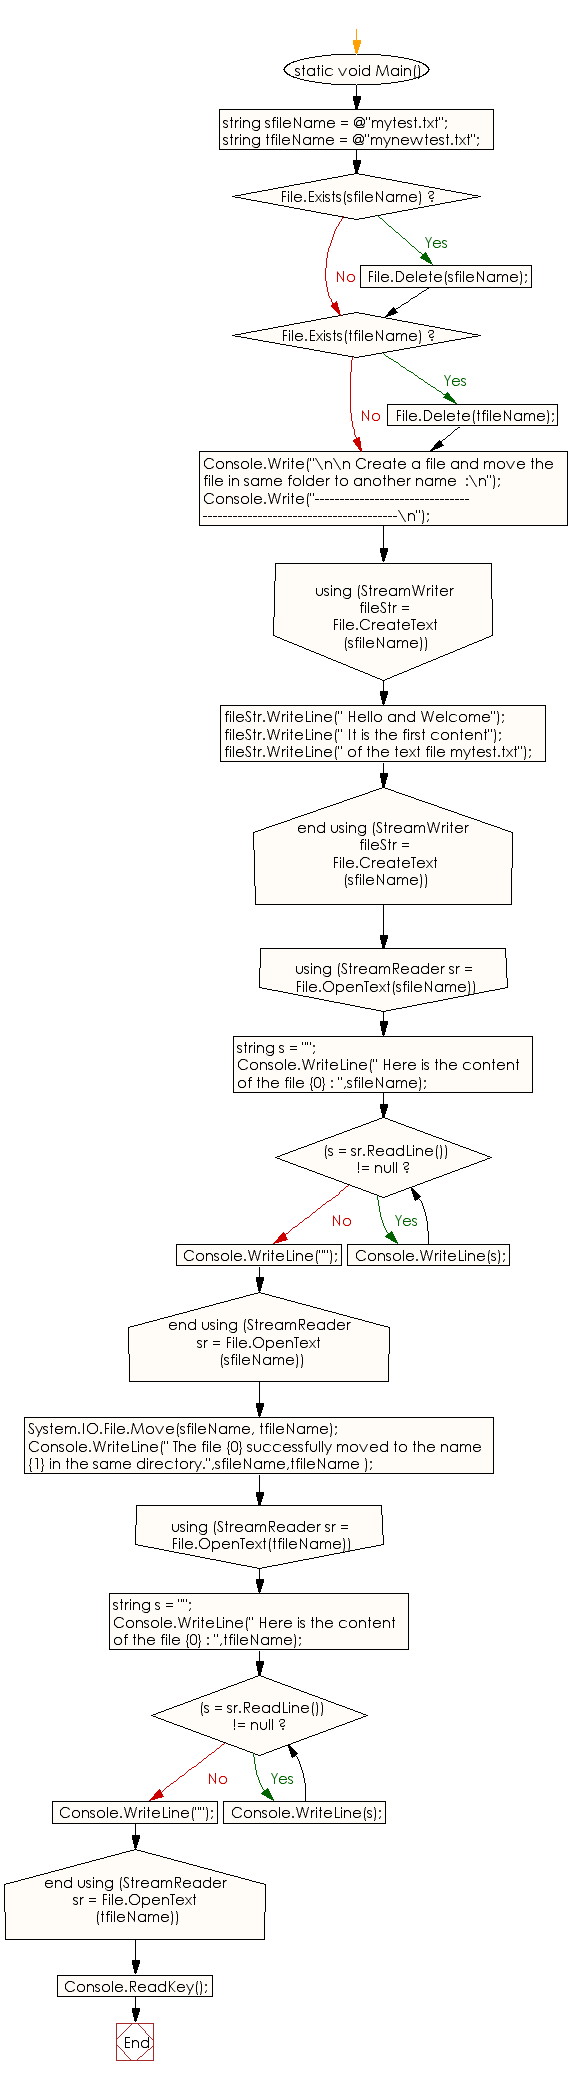 static void Main()
string sfileName = @"mytest.txt";
string tfileName = @"mynewtest.txt";
File.Exists(sfileName) ?
Yes
No
File.Delete(sfileName);
File.Exists(tfileName) ?
Yes
No
File.Delete(tfileName);
Console.Write("\n\n Create a file and move the
file in same folder to another name  :\n");
Console.Write("-------------------------------
---------------------------------------\n");
using (StreamWriter
fileStr =
File.CreateText
(sfileName))
fileStr.WriteLine(" Hello and Welcome");
fileStr.WriteLine(" It is the first content");
fileStr.WriteLine(" of the text file mytest.txt");
end using (StreamWriter
fileStr =
File.CreateText
(sfileName))
using (StreamReader sr =
File.OpenText(sfileName))
string s = "";
Console.WriteLine(" Here is the content
of the file {0} : ",sfileName);
(s = sr.ReadLine())
!= null ?
No
Yes
Console.WriteLine("");
Console.WriteLine(s);
end using (StreamReader
sr = File.OpenText
(sfileName))
System.IO.File.Move(sfileName, tfileName);
Console.WriteLine(" The file {0} successfully moved to the name
{1} in the same directory.",sfileName,tfileName );
using (StreamReader sr =
File.OpenText(tfileName))
string s = "";
Console.WriteLine(" Here is the content
of the file {0} : ",tfileName);
(s = sr.ReadLine())
!= null ?
No
Yes
Console.WriteLine("");
Console.WriteLine(s);
end using (StreamReader
sr = File.OpenText
(tfileName))
Console.ReadKey();
End